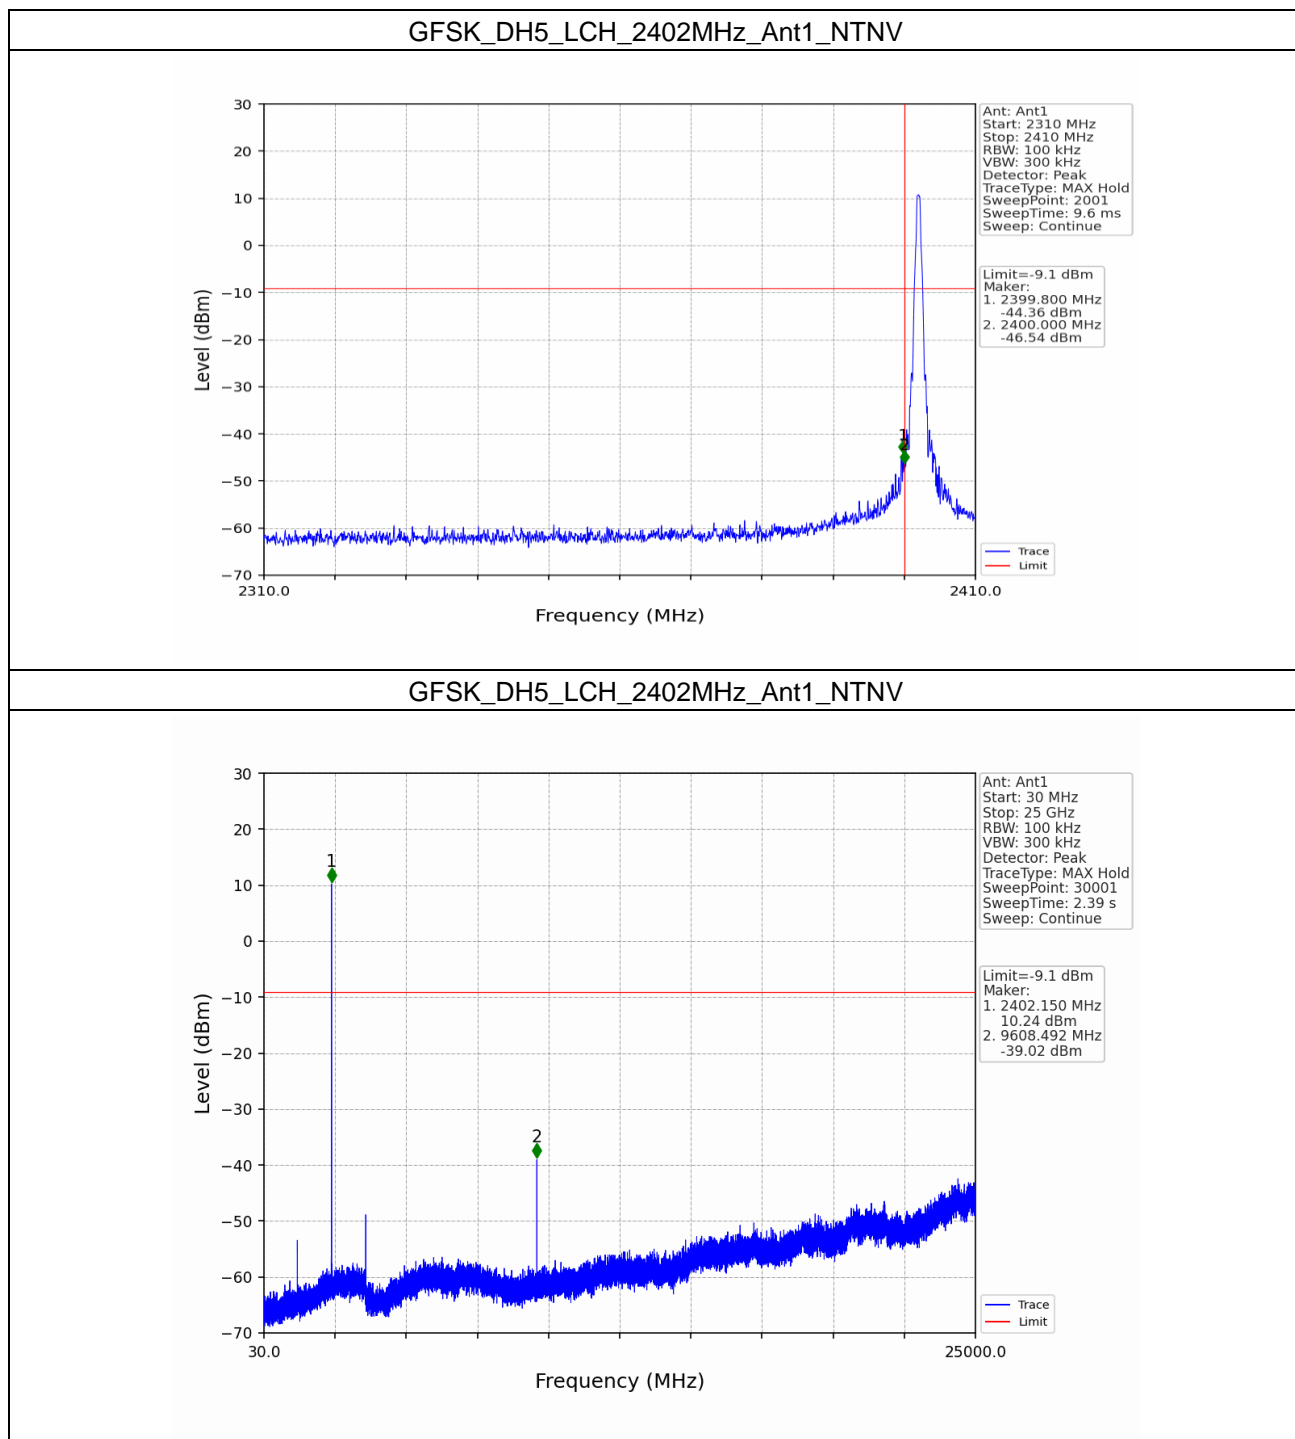 GFSK_DH5_LCH_2402MHz_Ant1_NTNV
30
20
10
0
−10
−20
−30
−40
−50
−60
−70
Level (dBm)
2310.0
2410.0
Frequency (MHz)
1
2
Ant: Ant1
Start: 2310 MHz
Stop: 2410 MHz
RBW: 100 kHz
VBW: 300 kHz
Detector: Peak
TraceType: MAX Hold
SweepPoint: 2001
SweepTime: 9.6 ms
Sweep: Continue
Limit=-9.1 dBm
Maker:
1. 2399.800 MHz
-44.36 dBm
2. 2400.000 MHz
-46.54 dBm
Trace
Limit
GFSK_DH5_LCH_2402MHz_Ant1_NTNV
30
20
10
0
−10
−20
−30
−40
−50
−60
−70
Level (dBm)
30.0
25000.0
Frequency (MHz)
1
2
Ant: Ant1
Start: 30 MHz
Stop: 25 GHz
RBW: 100 kHz
VBW: 300 kHz
Detector: Peak
TraceType: MAX Hold
SweepPoint: 30001
SweepTime: 2.39 s
Sweep: Continue
Limit=-9.1 dBm
Maker:
1. 2402.150 MHz
10.24 dBm
2. 9608.492 MHz
-39.02 dBm
Trace
Limit